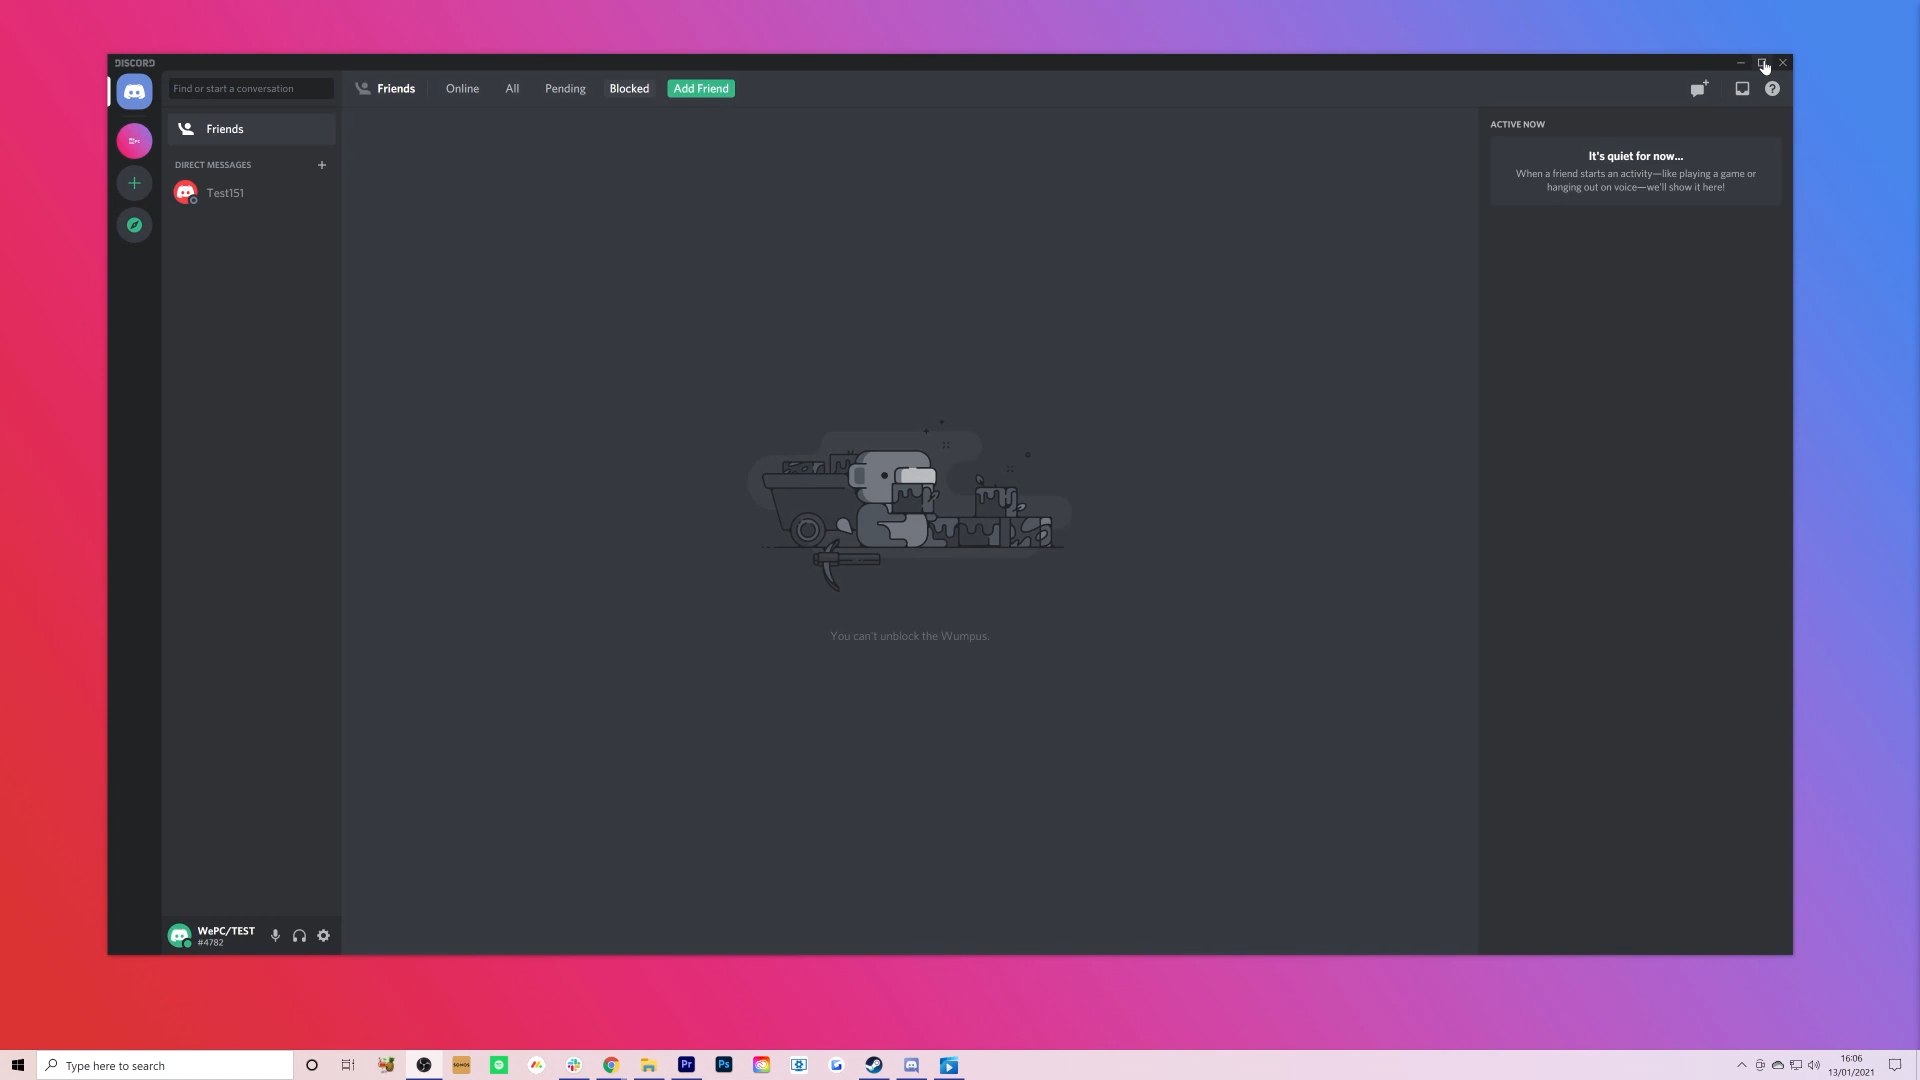 DISCORD
Find or start a conversation
Friends
Online
All
Pending
Blocked
Add Friend
Friends
DIRECT MESSAGES
Test151
ACTIVE NOW
It's quiet for now...
When a friend starts an activity—like playing a game or
hanging out on voice—we'll show it here!
You can't unblock the Wumpus.
WePC/TEST
#4782
Type here to search
SONOS
Pr
Ps
16:06
13/01/2021